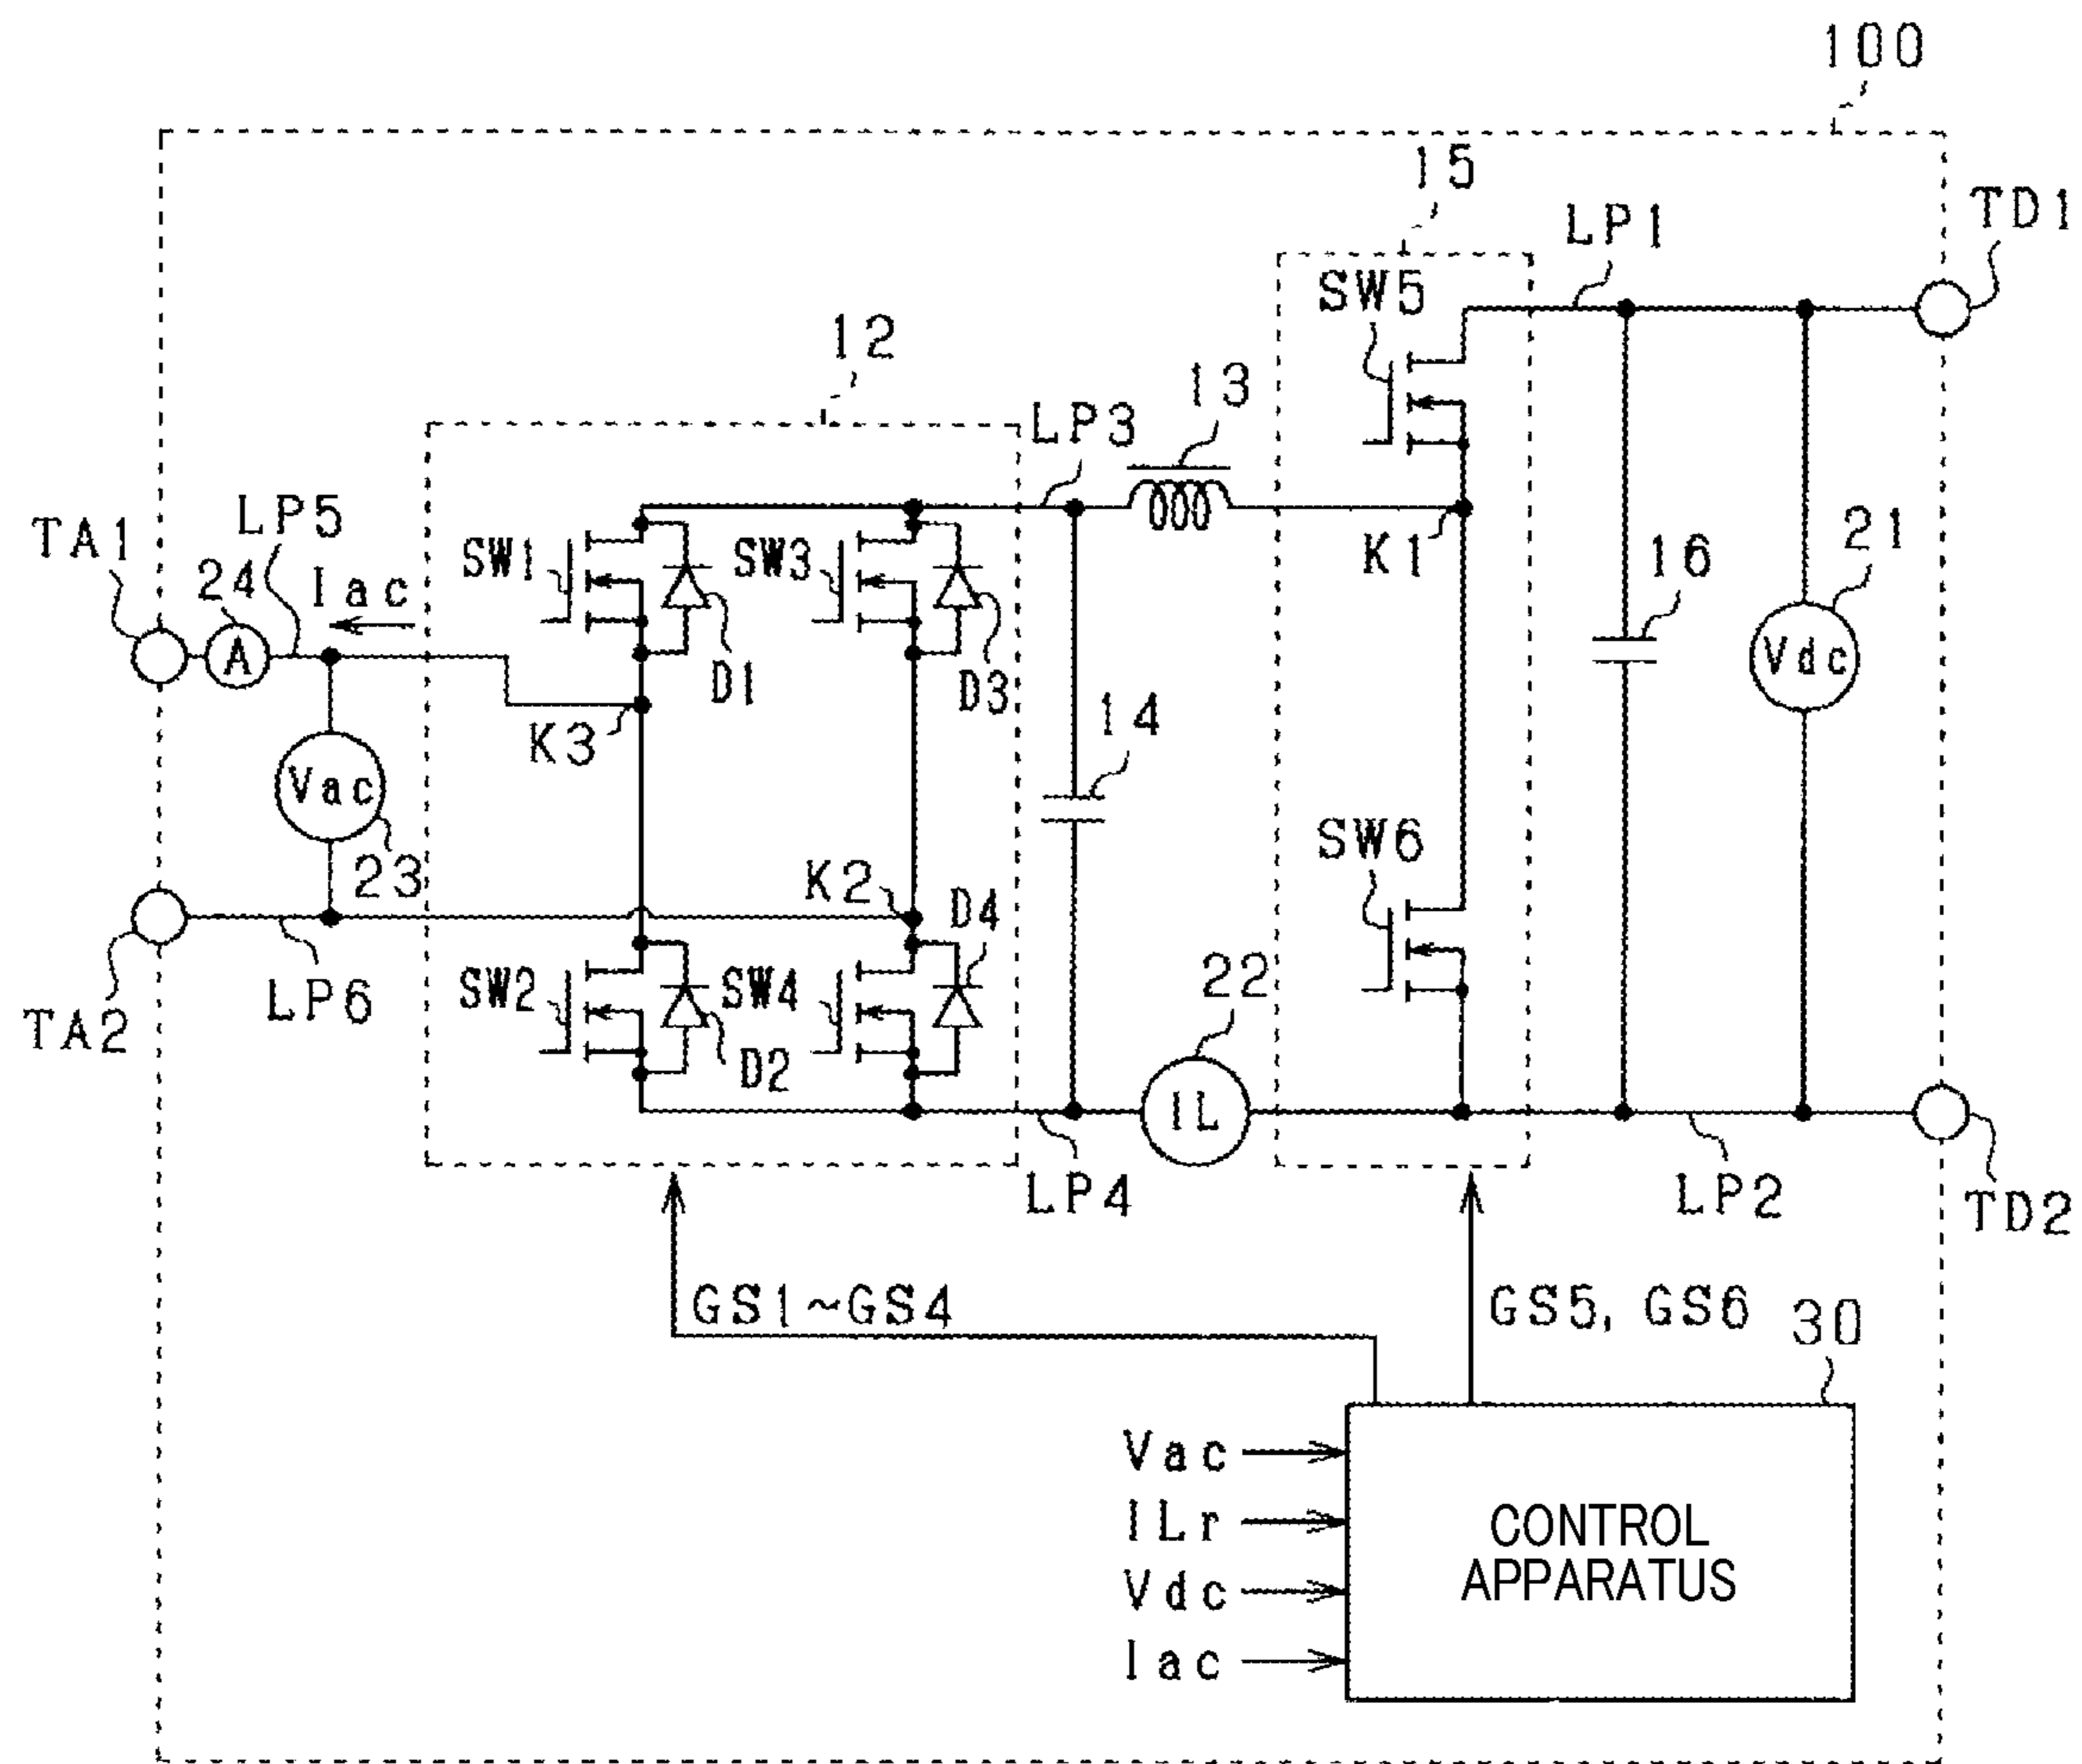 100
15
TD1
LP1
SW5
12
13
LP3
LP5
TA1
24
Iac
SW1
SW3
K1
16
21
A
D1
D3
Vdc
K3
14
Vac
23
K2
D4
SW6
TA2
LP6
SW2
SW4
22
D2
IL
LP4
LP2
TD2
GS1~GS4
GS5, GS6
30
Vac
ILr
Vdc
Iac
CONTROL
APPARATUS